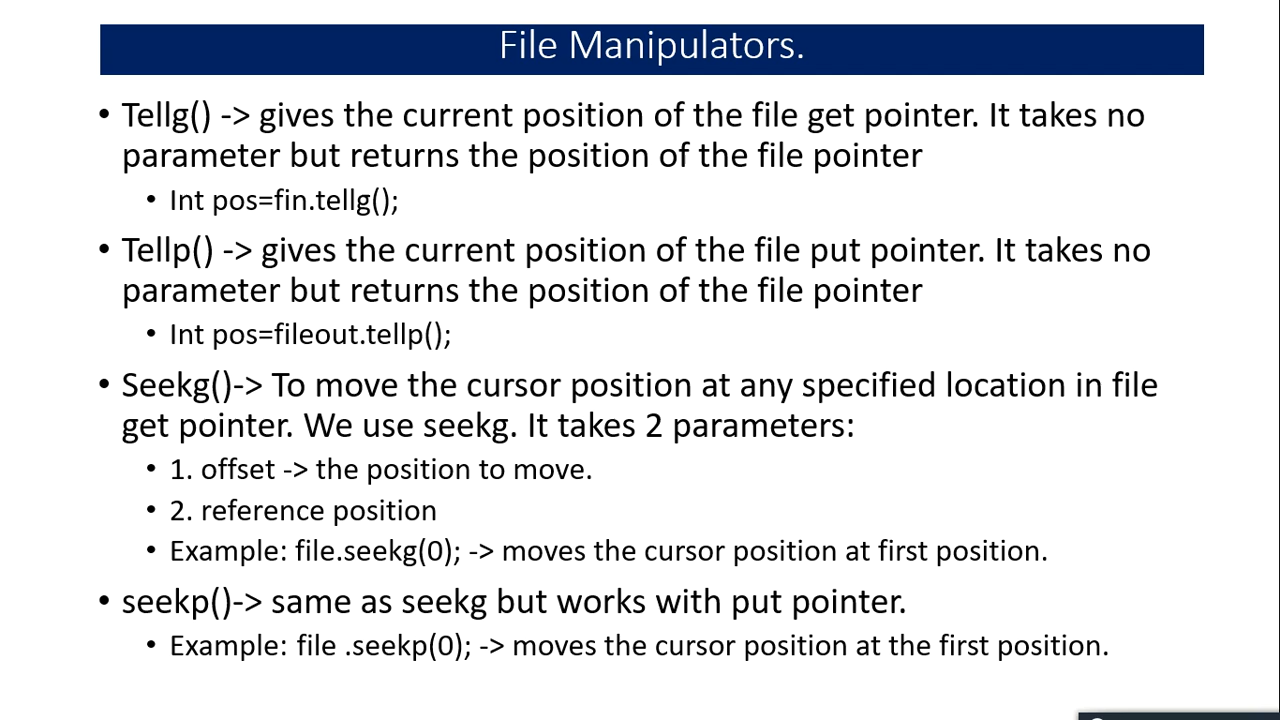 File Manipulators.
• Tellg() -> gives the current position of the file get pointer. It takes no
parameter but returns the position of the file pointer
• Int pos=fin.tellg();
• Tellp() -> gives the current position of the file put pointer. It takes no
parameter but returns the position of the file pointer
• Int pos=fileout.tellp();
• Seekg()-> To move the cursor position at any specified location in file
get pointer. We use seekg. It takes 2 parameters:
• 1. offset -> the position to move.
• 2. reference position
• Example: file.seekg(0); -> moves the cursor position at first position.
• seekp()-> same as seekg but works with put pointer.
• Example: file .seekp(0); -> moves the cursor position at the first position.